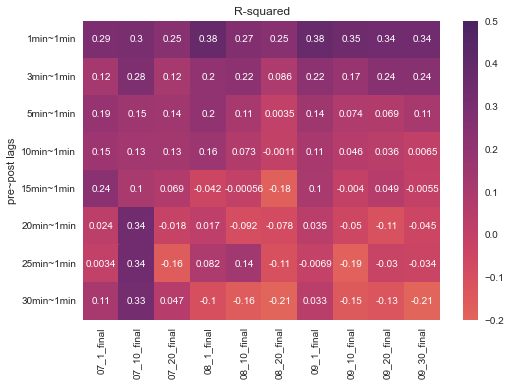 R-squared
pre~post lags
1min~1min 0.29 0.3 0.25 0.38 0.27 0.25 0.38 0.35 0.34 0.34
3min~1min 0.12 0.28 0.12 0.2 0.22 0.086 0.22 0.17 0.24 0.24
5min~1min 0.19 0.15 0.14 0.2 0.11 0.0035 0.14 0.074 0.069 0.11
10min~1min 0.15 0.13 0.13 0.16 0.073 -0.0011 0.11 0.046 0.036 0.0065
15min~1min 0.24 0.1 0.069 -0.042 -0.00056 -0.18 0.1 -0.004 0.049 -0.0055
20min~1min 0.024 0.34 -0.018 0.017 -0.092 -0.078 0.035 -0.05 -0.11 -0.045
25min~1min 0.0034 0.34 -0.16 0.082 0.14 -0.11 -0.0069 -0.19 -0.03 -0.034
30min~1min 0.11 0.33 0.047 -0.1 -0.16 -0.21 0.033 -0.15 -0.13 -0.21
07_1_final 07_10_final 07_20_final 08_1_final 08_10_final 08_20_final 09_1_final 09_10_final 09_20_final 09_30_final
0.5
0.4
0.3
0.2
0.1
0.0
−0.1
−0.2